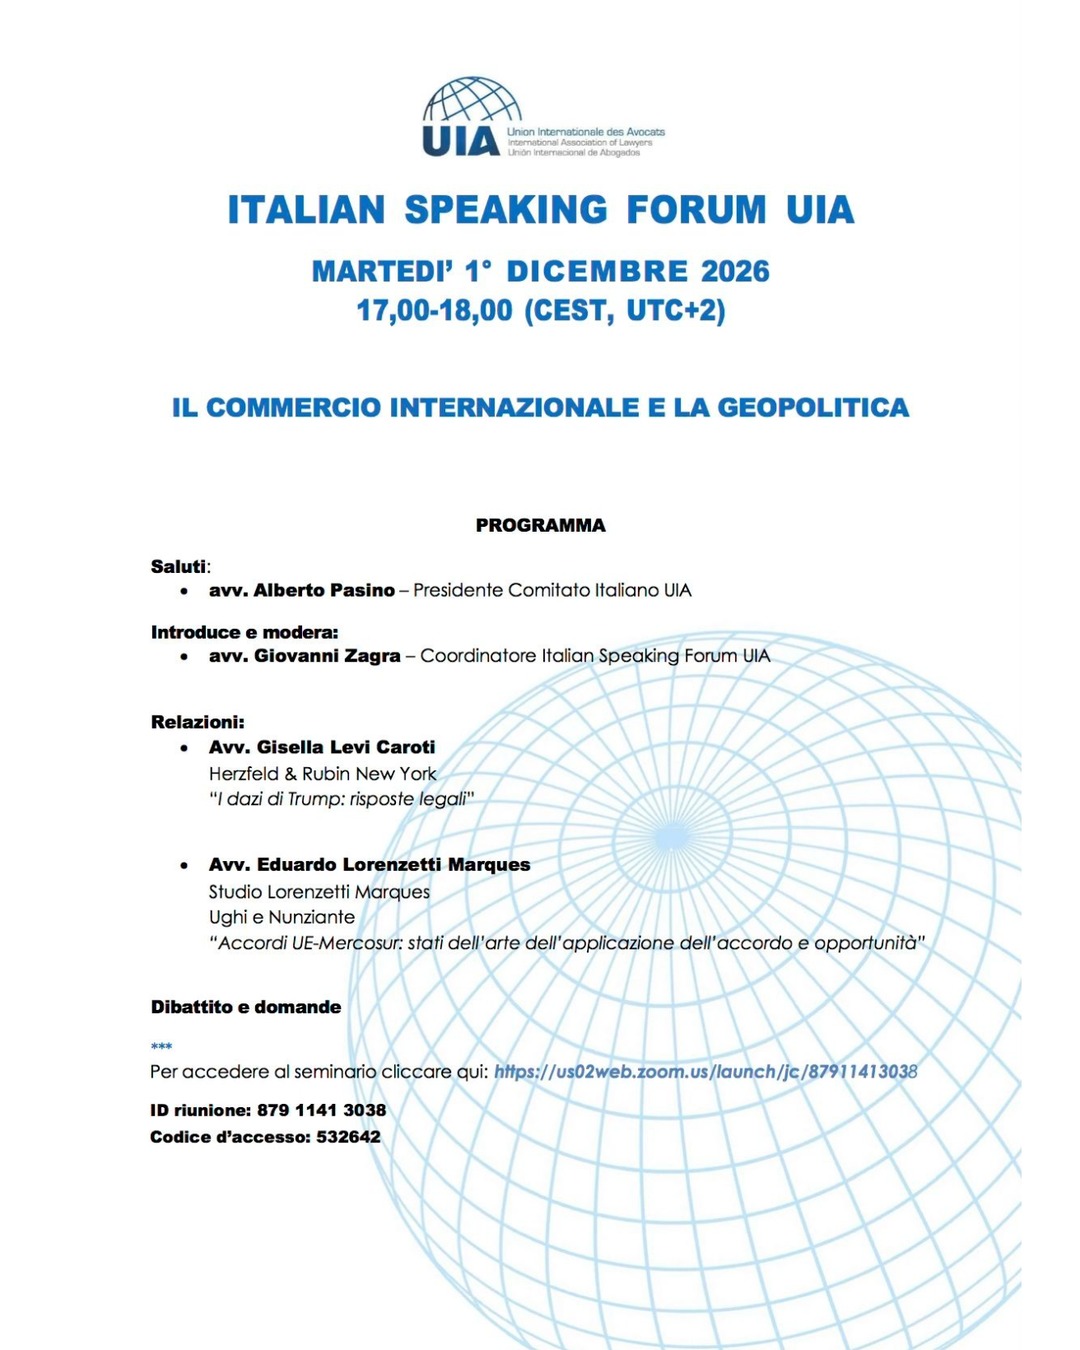 UIA
Union Internationale des Avocats
International Association of Lawyers
Unión Internacional de Abogados
ITALIAN SPEAKING FORUM UIA
MARTEDI’ 1° DICEMBRE 2026
17,00-18,00 (CEST, UTC+2)
IL COMMERCIO INTERNAZIONALE E LA GEOPOLITICA
PROGRAMMA
Saluti:
• avv. Alberto Pasino – Presidente Comitato Italiano UIA
Introduce e modera:
• avv. Giovanni Zagra – Coordinatore Italian Speaking Forum UIA
Relazioni:
• Avv. Gisella Levi Caroti
Herzfeld & Rubin New York
“I dazi di Trump: risposte legali”
• Avv. Eduardo Lorenzetti Marques
Studio Lorenzetti Marques
Ughi e Nunziante
“Accordi UE-Mercosur: stati dell’arte dell’applicazione dell’accordo e opportunità”
Dibattito e domande
***
Per accedere al seminario cliccare qui: https://us02web.zoom.us/launch/jc/87911413038
ID riunione: 879 1141 3038
Codice d’accesso: 532642